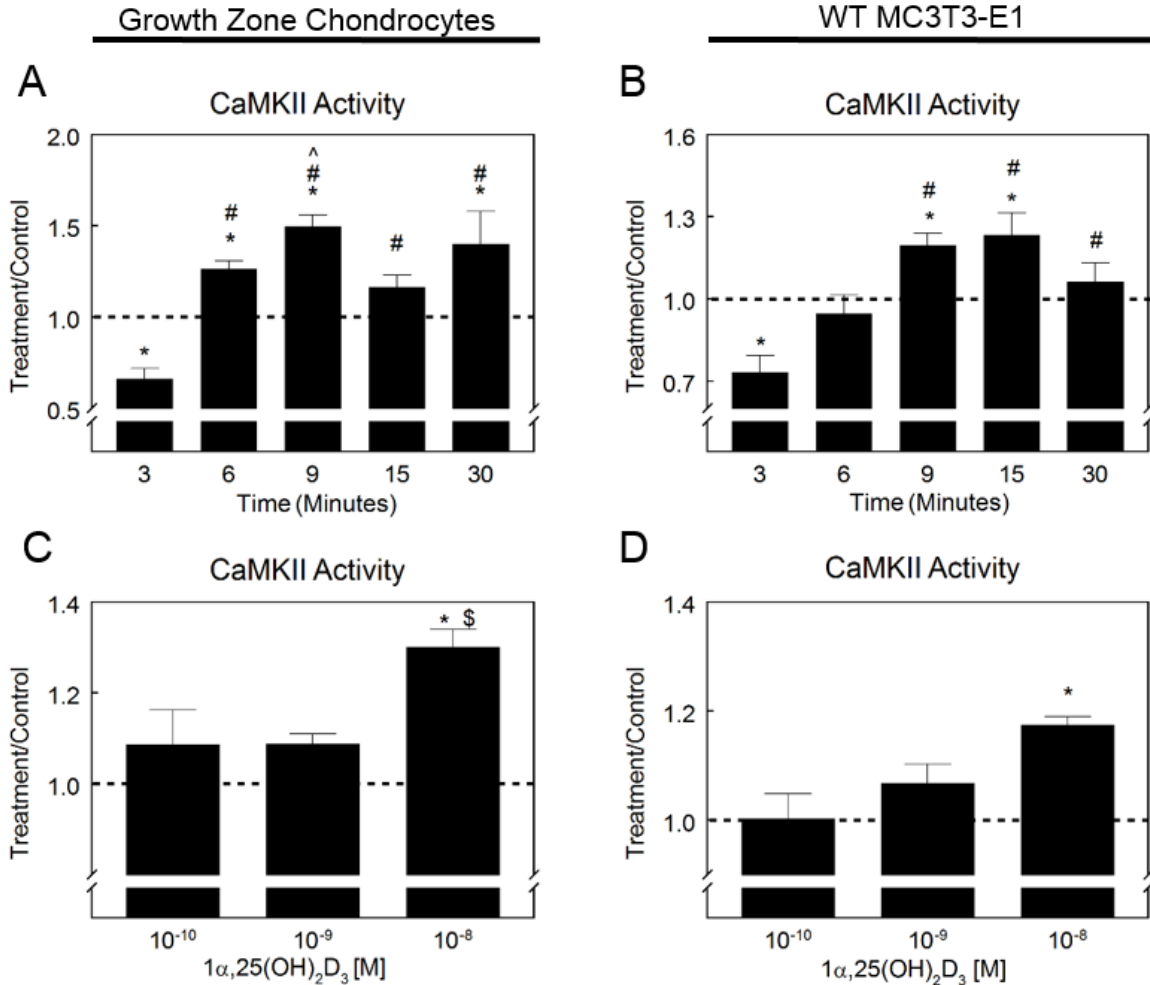 Growth Zone Chondrocytes
WT MC3T3-E1
A
CaMKII Activity
Treatment/Control
2.0
1.5
1.0
0.5
*
#
*
^
#
*
#
#
*
3
6
9
15
30
Time (Minutes)
B
CaMKII Activity
Treatment/Control
1.6
1.3
1.0
0.7
*
#
*
#
*
#
3
6
9
15
30
Time (Minutes)
C
CaMKII Activity
Treatment/Control
1.4
1.2
1.0
* $
10⁻¹⁰
10⁻⁹
10⁻⁸
1α,25(OH)₂D₃ [M]
D
CaMKII Activity
Treatment/Control
1.4
1.2
1.0
*
10⁻¹⁰
10⁻⁹
10⁻⁸
1α,25(OH)₂D₃ [M]